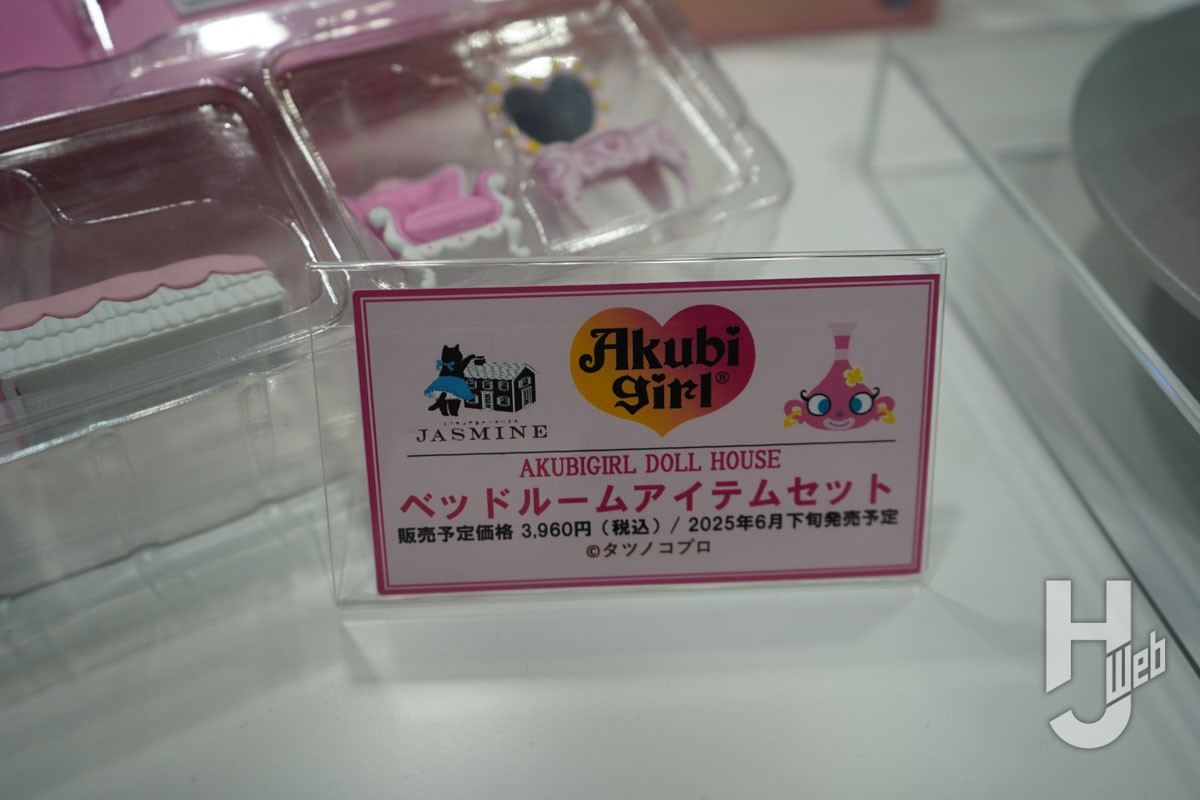 Akubi
girl®
JASMINE
AKUBIGIRL DOLL HOUSE
ベッドルームアイテムセット
販売予定価格 3,960円（税込）/ 2025年6月下旬発売予定
©タツノコプロ
HJ Web